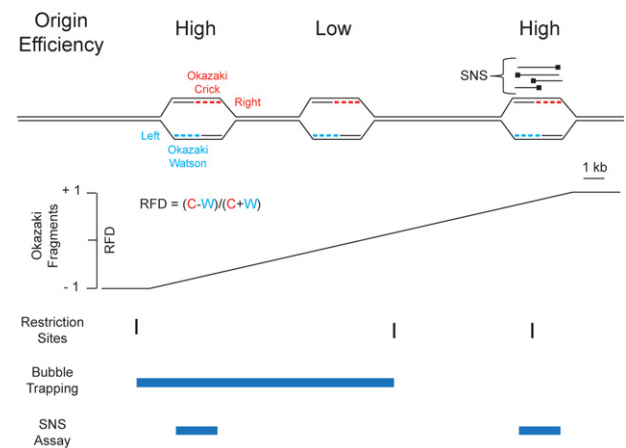 Origin
Efficiency
High
Low
High
Okazaki
Crick
SNS
Right
Left
Okazaki
Watson
1 kb
+ 1
RFD = (C-W)/(C+W)
Okazaki
Fragments
RFD
- 1
Restriction
Sites
Bubble
Trapping
SNS
Assay